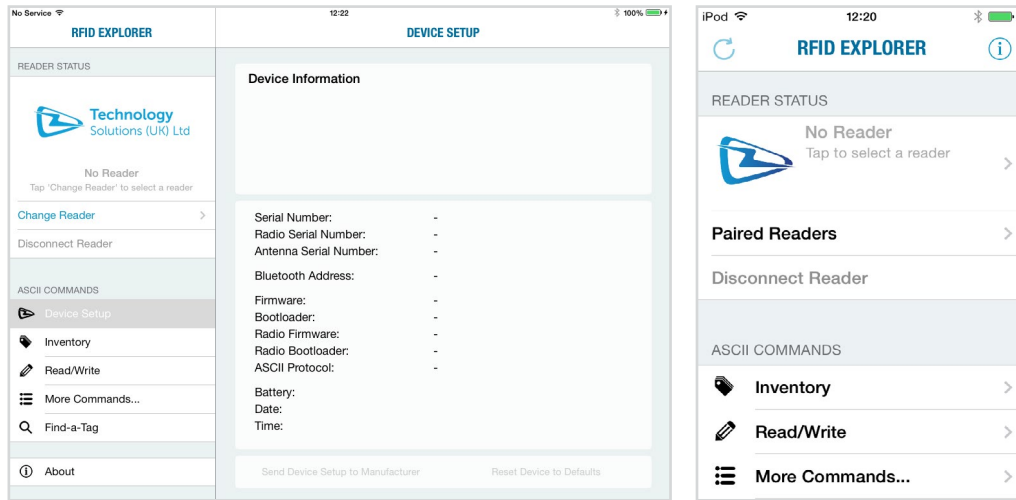 No Service 12:22 100%
RFID EXPLORER
READER STATUS
Technology
Solutions (UK) Ltd
No Reader
Tap 'Change Reader' to select a reader
Change Reader
Disconnect Reader
ASCII COMMANDS
Device Setup
Inventory
Read/Write
More Commands...
Find-a-Tag
About
DEVICE SETUP
Device Information
Serial Number: -
Radio Serial Number: -
Antenna Serial Number: -
Bluetooth Address: -
Firmware: -
Bootloader: -
Radio Firmware: -
Radio Bootloader: -
ASCII Protocol: -
Battery:
Date:
Time:
Send Device Setup to Manufacturer Reset Device to Defaults
iPod 12:20
RFID EXPLORER
READER STATUS
No Reader
Tap to select a reader
Paired Readers
Disconnect Reader
ASCII COMMANDS
Inventory
Read/Write
More Commands...